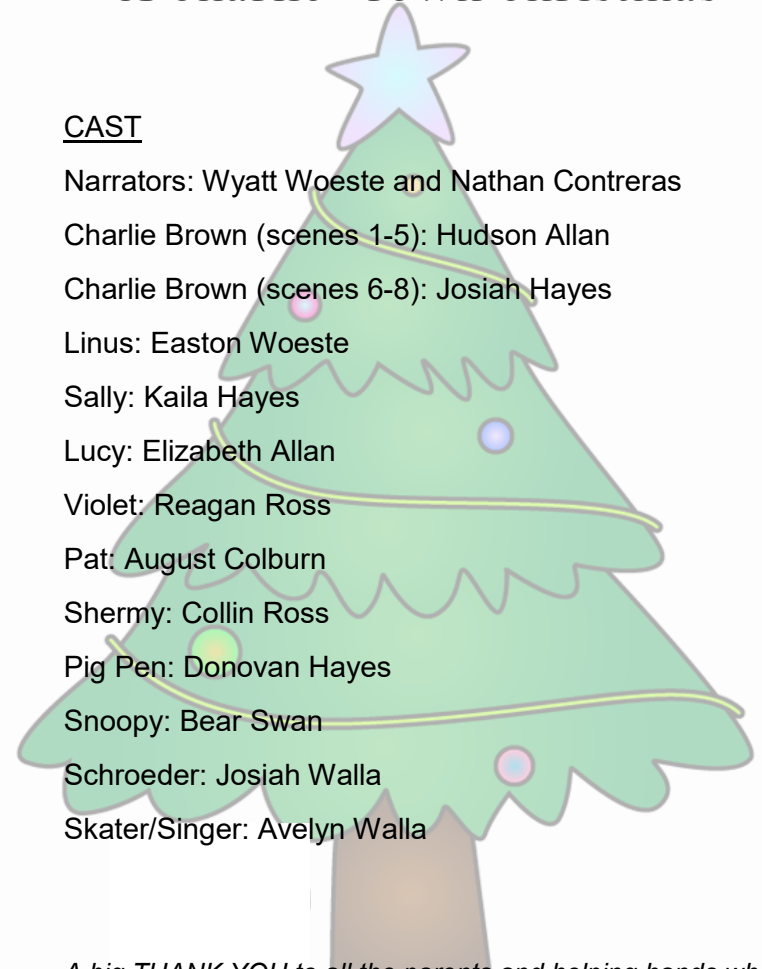 CAST
Narrators: Wyatt Woeste and Nathan Contreras
Charlie Brown (scenes 1-5): Hudson Allan
Charlie Brown (scenes 6-8): Josiah Hayes
Linus: Easton Woeste
Sally: Kaila Hayes
Lucy: Elizabeth Allan
Violet: Reagan Ross
Pat: August Colburn
Shermy: Collin Ross
Pig Pen: Donovan Hayes
Snoopy: Bear Swan
Schroeder: Josiah Walla
Skater/Singer: Avelyn Walla
A big THANK YOU to all the parents and helping hands